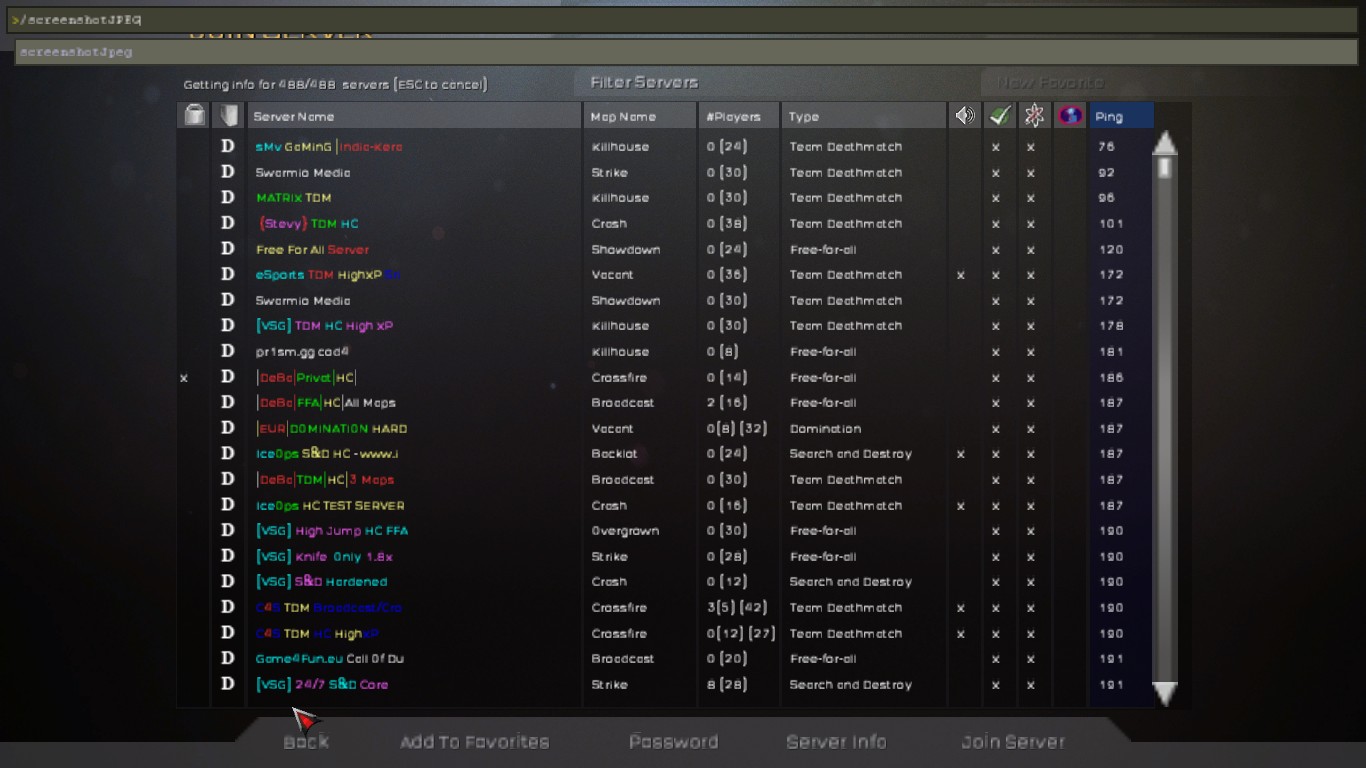 >/screenshotJPEG
JOIN SERVER
screenshotJpeg
Getting info for 488/488 servers (ESC to cancel) Filter Servers New Favorite
Server Name Map Name #Players Type Ping
D sMv GaMinG |India-Kera Killhouse 0 (24) Team Deathmatch x x 76
D Swarmio Media Strike 0 (30) Team Deathmatch x x 92
D MATRIX TDM Killhouse 0 (30) Team Deathmatch x x 96
D {Stevy} TDM HC Crash 0 (38) Team Deathmatch x x 101
D Free For All Server Showdown 0 (24) Free-for-all x x 120
D eSports TDM HighXP Vacant 0 (36) Team Deathmatch x x x 172
D Swarmio Media Showdown 0 (30) Team Deathmatch x x 172
D [VSG] TDM HC High XP Killhouse 0 (30) Team Deathmatch x x 178
D pr1sm.gg cod4 Killhouse 0 (8) Free-for-all x x 181
x D |DeBa|Privat|HC| Crossfire 0 (14) Free-for-all x x 186
D |DeBa|FFA|HC|All Maps Broadcast 2 (16) Free-for-all x x 187
D |EUR|DOMINATION HARD Vacant 0(8) (32) Domination x x 187
D IceOps S&D HC - www.i Backlot 0 (24) Search and Destroy x x x 187
D |DeBa|TDM|HC|3 Maps Broadcast 0 (30) Team Deathmatch x x 187
D IceOps HC TEST SERVER Crash 0 (16) Team Deathmatch x x x 187
D [VSG] High Jump HC FFA Overgrown 0 (30) Free-for-all x x 190
D [VSG] Knife Only 1.8x Strike 0 (28) Free-for-all x x 190
D [VSG] S&D Hardened Crash 0 (12) Search and Destroy x x 190
D C4S TDM Broadcast/Cro Crossfire 3(5) (42) Team Deathmatch x x x 190
D C4S TDM HC HighXP Crossfire 0(12) (27) Team Deathmatch x x x 190
D Game4Fun.eu Call Of Du Broadcast 0 (20) Free-for-all x x 191
D [VSG] 24/7 S&D Core Strike 8 (28) Search and Destroy x x 191
Back Add To Favorites Password Server Info Join Server